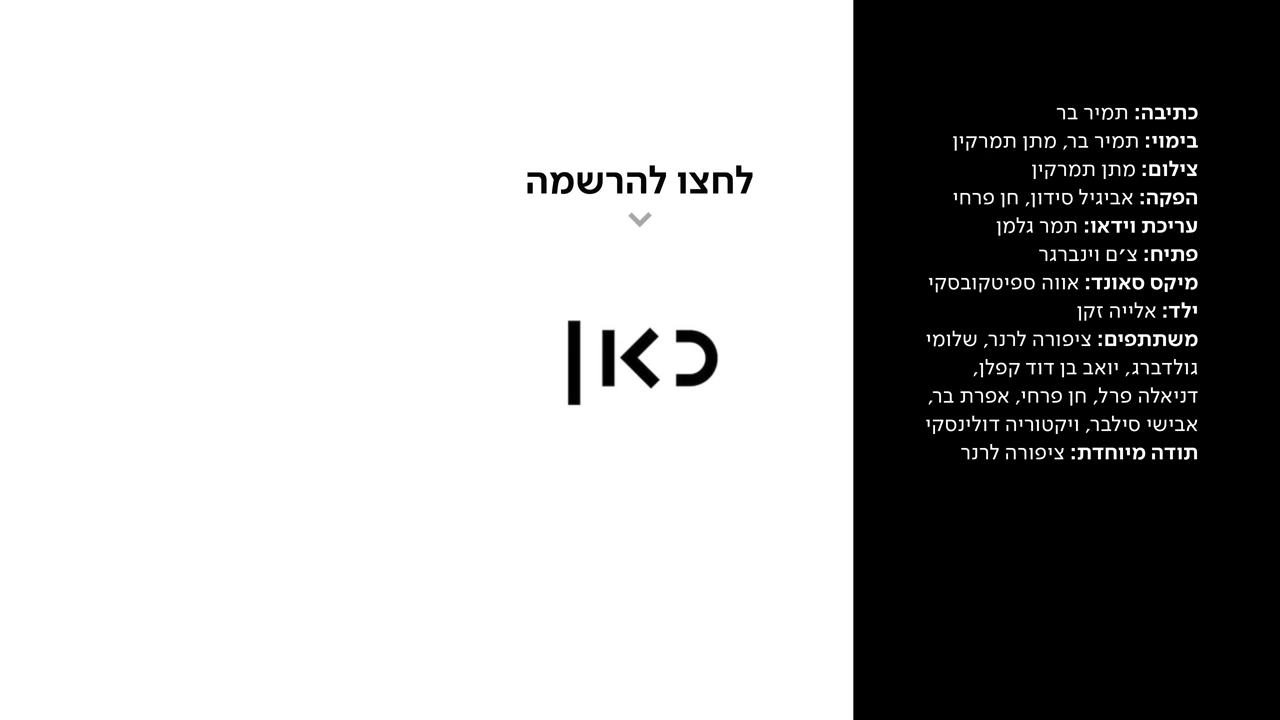 כתיבה: תמיר בר
בימוי: תמיר בר, מתן תמרקין
צילום: מתן תמרקין
הפקה: אביגיל סידון, חן פרחי
עריכת וידאו: תמר גלמן
פתיח: צ׳ם וינברגר
מיקס סאונד: אווה ספיטקובסקי
ילד: אלייה זקן
משתתפים: ציפורה לרנר, שלומי
גולדברג, יואב בן דוד קפלן,
דניאלה פרל, חן פרחי, אפרת בר,
אבישי סילבר, ויקטוריה דולינסקי
תודה מיוחדת: ציפורה לרנר
לחצו להרשמה
כאן